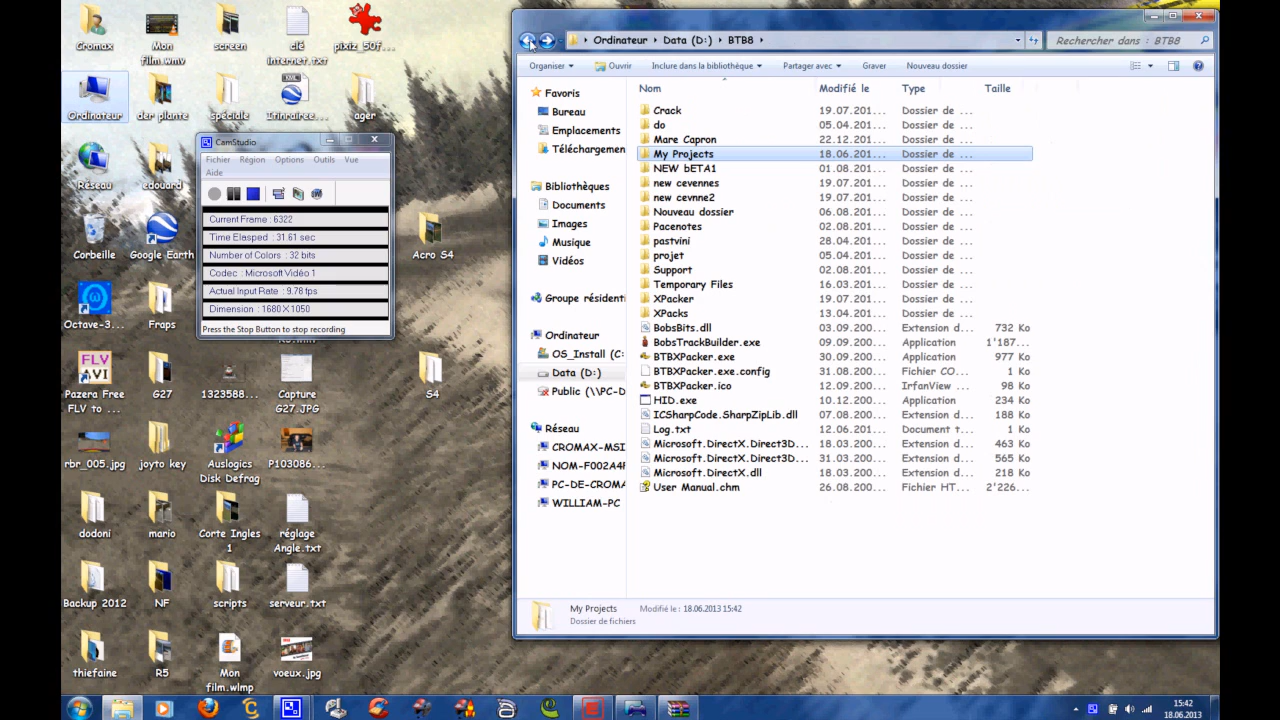 Cromax
Mon
film.wmv
screen
clé
internet.txt
pixiz_50f...
Ordinateur
der plante
spéciale
Itinrairee...
ager
Réseau
edouard
Corbeille
Google Earth
Acro S4
Octave-3...
Fraps
Pazera Free
FLV to ...
G27
1323588...
Capture
G27.JPG
S4
rbr_005.jpg
joyto key
Auslogics
Disk Defrag
P103086...
dodoni
mario
Corte Ingles
1
réglage
Angle.txt
Backup 2012
NF
scripts
serveur.txt
thiefaine
R5
Mon
film.wlmp
voeux.jpg
CamStudio
Fichier Région Options Outils Vue
Aide
Current Frame : 6322
Time Elasped : 31.61 sec
Number of Colors : 32 bits
Codec : Microsoft Vidéo 1
Actual Input Rate : 9.78 fps
Dimension : 1680 X 1050
Press the Stop Button to stop recording
Ordinateur Data (D:) BTB8
Rechercher dans : BTB8
Organiser Ouvrir Inclure dans la bibliothèque Partager avec Graver Nouveau dossier
Favoris
Bureau
Emplacements
Téléchargemen
Bibliothèques
Documents
Images
Musique
Vidéos
Groupe résident
Ordinateur
OS_Install (C:
Data (D:)
Public (\\PC-D
Réseau
CROMAX-MSI
NOM-F002A4F
PC-DE-CROMA
WILLIAM-PC
Nom Modifié le Type Taille
Crack 19.07.201... Dossier de ...
do 05.04.201... Dossier de ...
Mare Capron 22.12.201... Dossier de ...
My Projects 18.06.201... Dossier de ...
NEW bETA1 01.08.201... Dossier de ...
new cevennes 19.07.201... Dossier de ...
new cevnne2 19.07.201... Dossier de ...
Nouveau dossier 06.08.201... Dossier de ...
Pacenotes 02.08.201... Dossier de ...
pastvini 28.04.201... Dossier de ...
projet 05.04.201... Dossier de ...
Support 02.08.201... Dossier de ...
Temporary Files 16.03.201... Dossier de ...
XPacker 19.07.201... Dossier de ...
XPacks 13.04.201... Dossier de ...
BobsBits.dll 03.09.200... Extension d... 732 Ko
BobsTrackBuilder.exe 09.09.200... Application 1'187...
BTBXPacker.exe 30.09.200... Application 977 Ko
BTBXPacker.exe.config 31.08.200... Fichier CO... 1 Ko
BTBXPacker.ico 12.09.200... IrfanView ... 98 Ko
HID.exe 10.12.200... Application 234 Ko
ICSharpCode.SharpZipLib.dll 07.08.200... Extension d... 188 Ko
Log.txt 12.06.201... Document t... 1 Ko
Microsoft.DirectX.Direct3D... 18.03.200... Extension d... 463 Ko
Microsoft.DirectX.Direct3D... 31.03.200... Extension d... 565 Ko
Microsoft.DirectX.dll 18.03.200... Extension d... 218 Ko
User Manual.chm 26.08.200... Fichier HT... 2'226...
My Projects Modifié le : 18.06.2013 15:42
Dossier de fichiers
15:42
18.06.2013